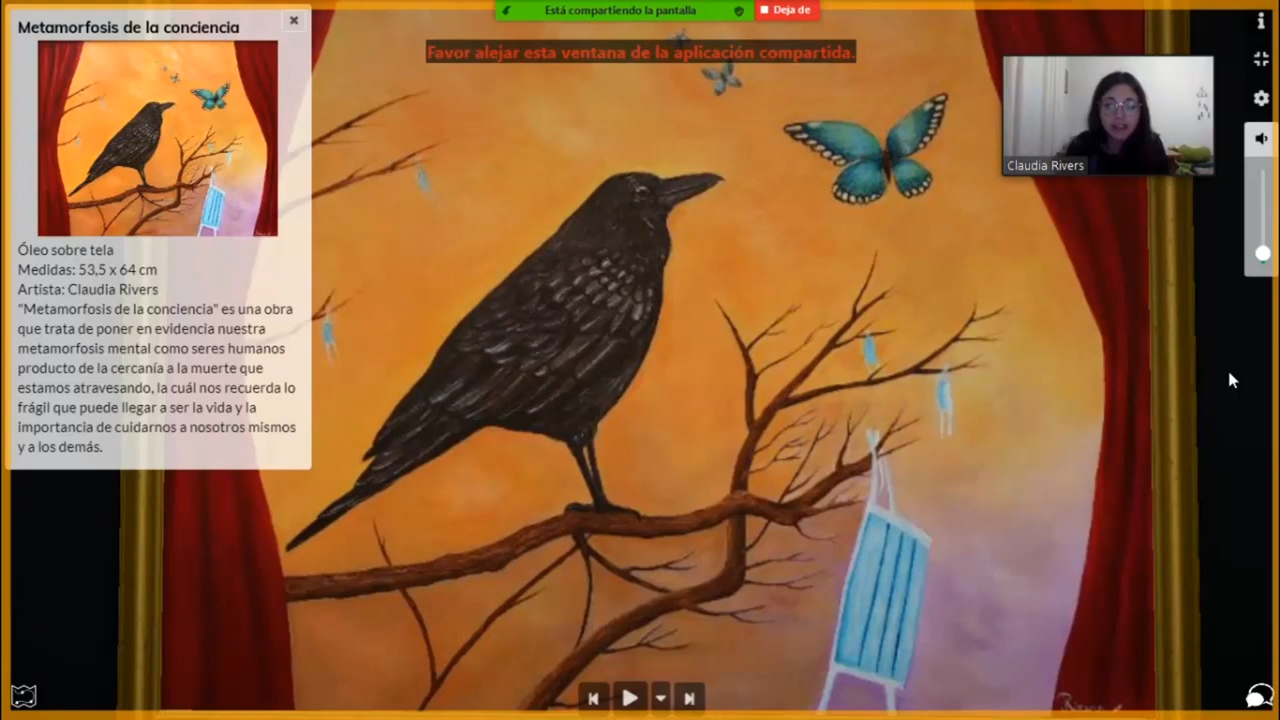 Está compartiendo la pantalla
Deja de
Favor alejar esta ventana de la aplicación compartida.
Metamorfosis de la conciencia
Óleo sobre tela
Medidas: 53,5 x 64 cm
Artista: Claudia Rivers
"Metamorfosis de la conciencia" es una obra
que trata de poner en evidencia nuestra
metamorfosis mental como seres humanos
producto de la cercanía a la muerte que
estamos atravesando, la cuál nos recuerda lo
frágil que puede llegar a ser la vida y la
importancia de cuidarnos a nosotros mismos
y a los demás.
Claudia Rivers